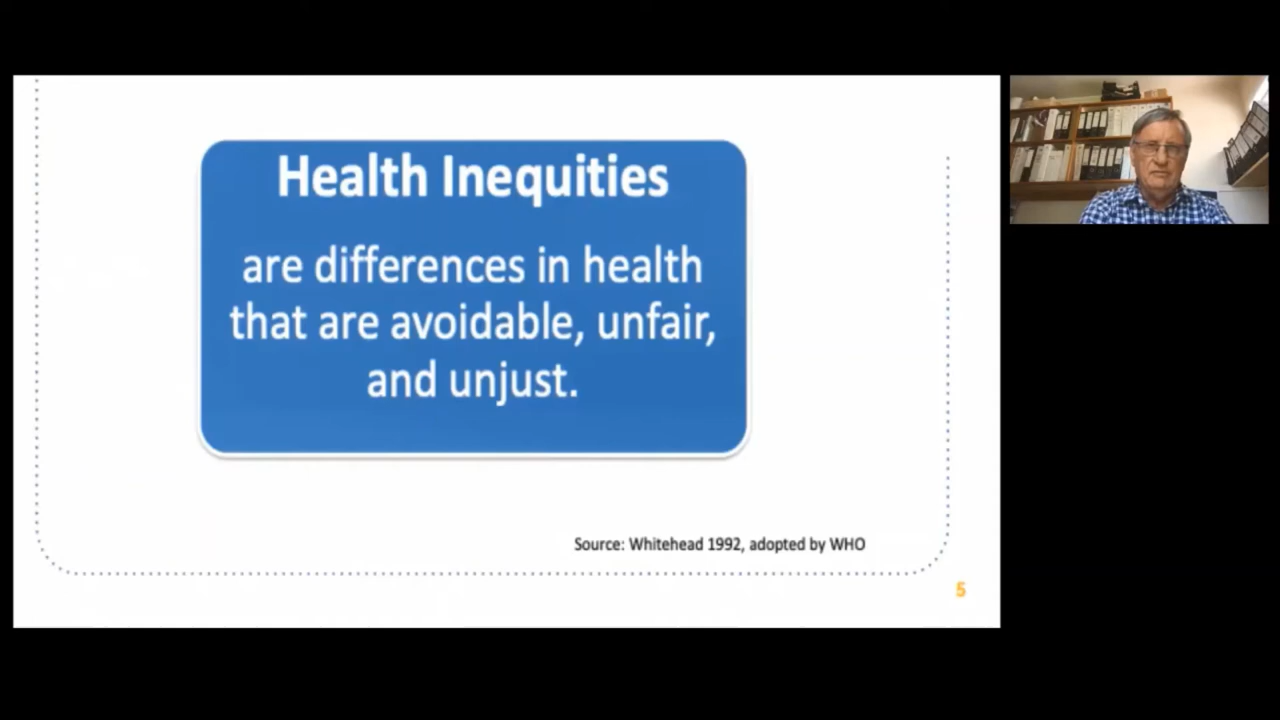 Health Inequities
are differences in health
that are avoidable, unfair,
and unjust.
Source: Whitehead 1992, adopted by WHO
5